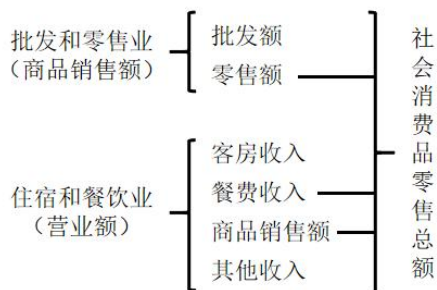 批发和零售业
（商品销售额）
批发额
零售额
住宿和餐饮业
（营业额）
客房收入
餐费收入
商品销售额
其他收入
社会消费品零售总额